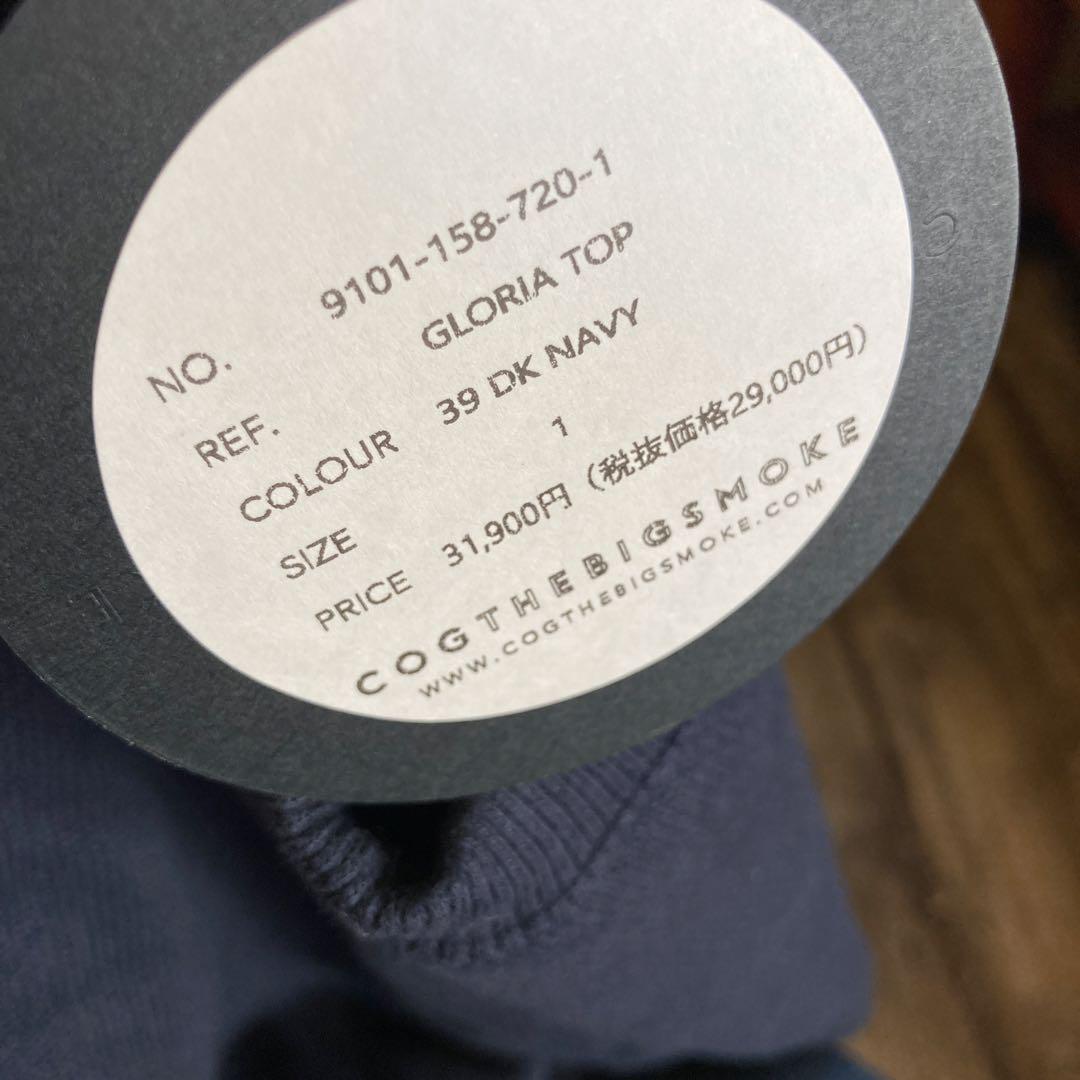 NO. 9101-158-720-1
REF. GLORIA TOP
COLOUR 39 DK NAVY
SIZE 1
PRICE 31,900円（税抜価格29,000円）
COGTHEBIGSMOKE
WWW.COGTHEBIGSMOKE.COM